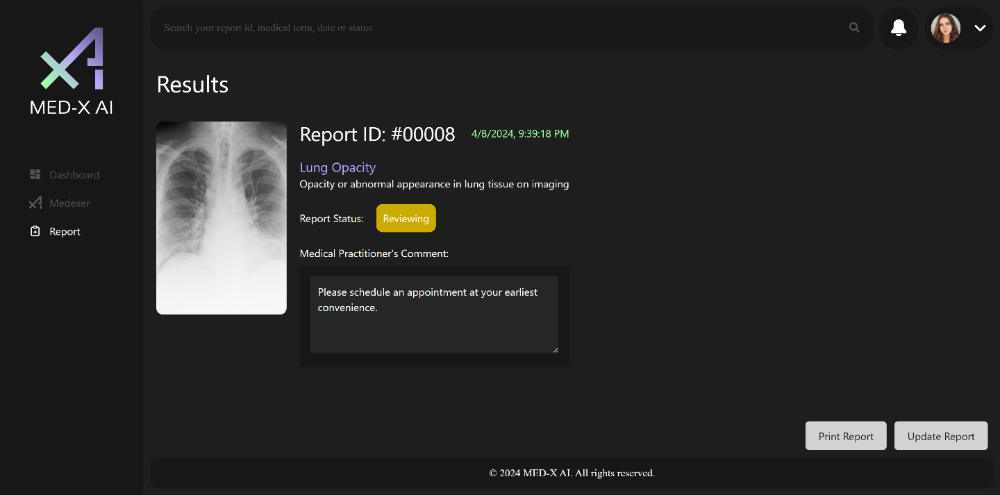 MED-X AI
Dashboard
Medexer
Report
Search your report id, medical term, date or status
Results
Report ID: #00008 4/8/2024, 9:39:18 PM
Lung Opacity
Opacity or abnormal appearance in lung tissue on imaging
Report Status: Reviewing
Medical Practitioner's Comment:
Please schedule an appointment at your earliest
convenience.
Print Report Update Report
© 2024 MED-X AI. All rights reserved.